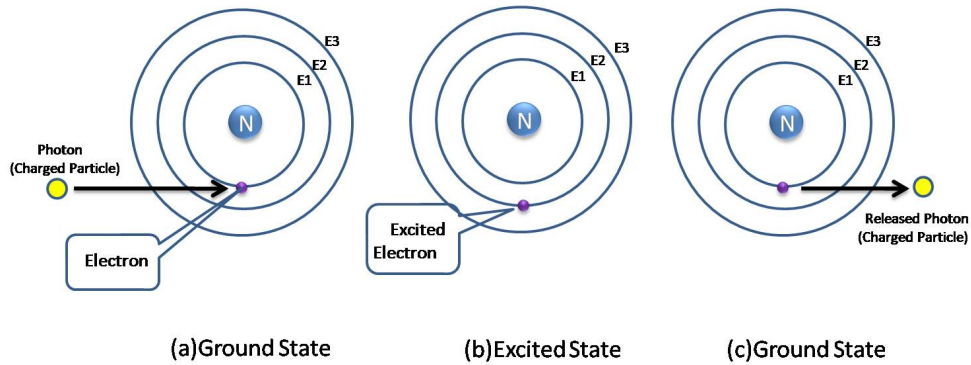 E3
E2
E1
N
Photon
(Charged Particle)
Electron
(a)Ground State
E3
E2
E1
N
Excited
Electron
(b)Excited State
E3
E2
E1
N
Released Photon
(Charged Particle)
(c)Ground State